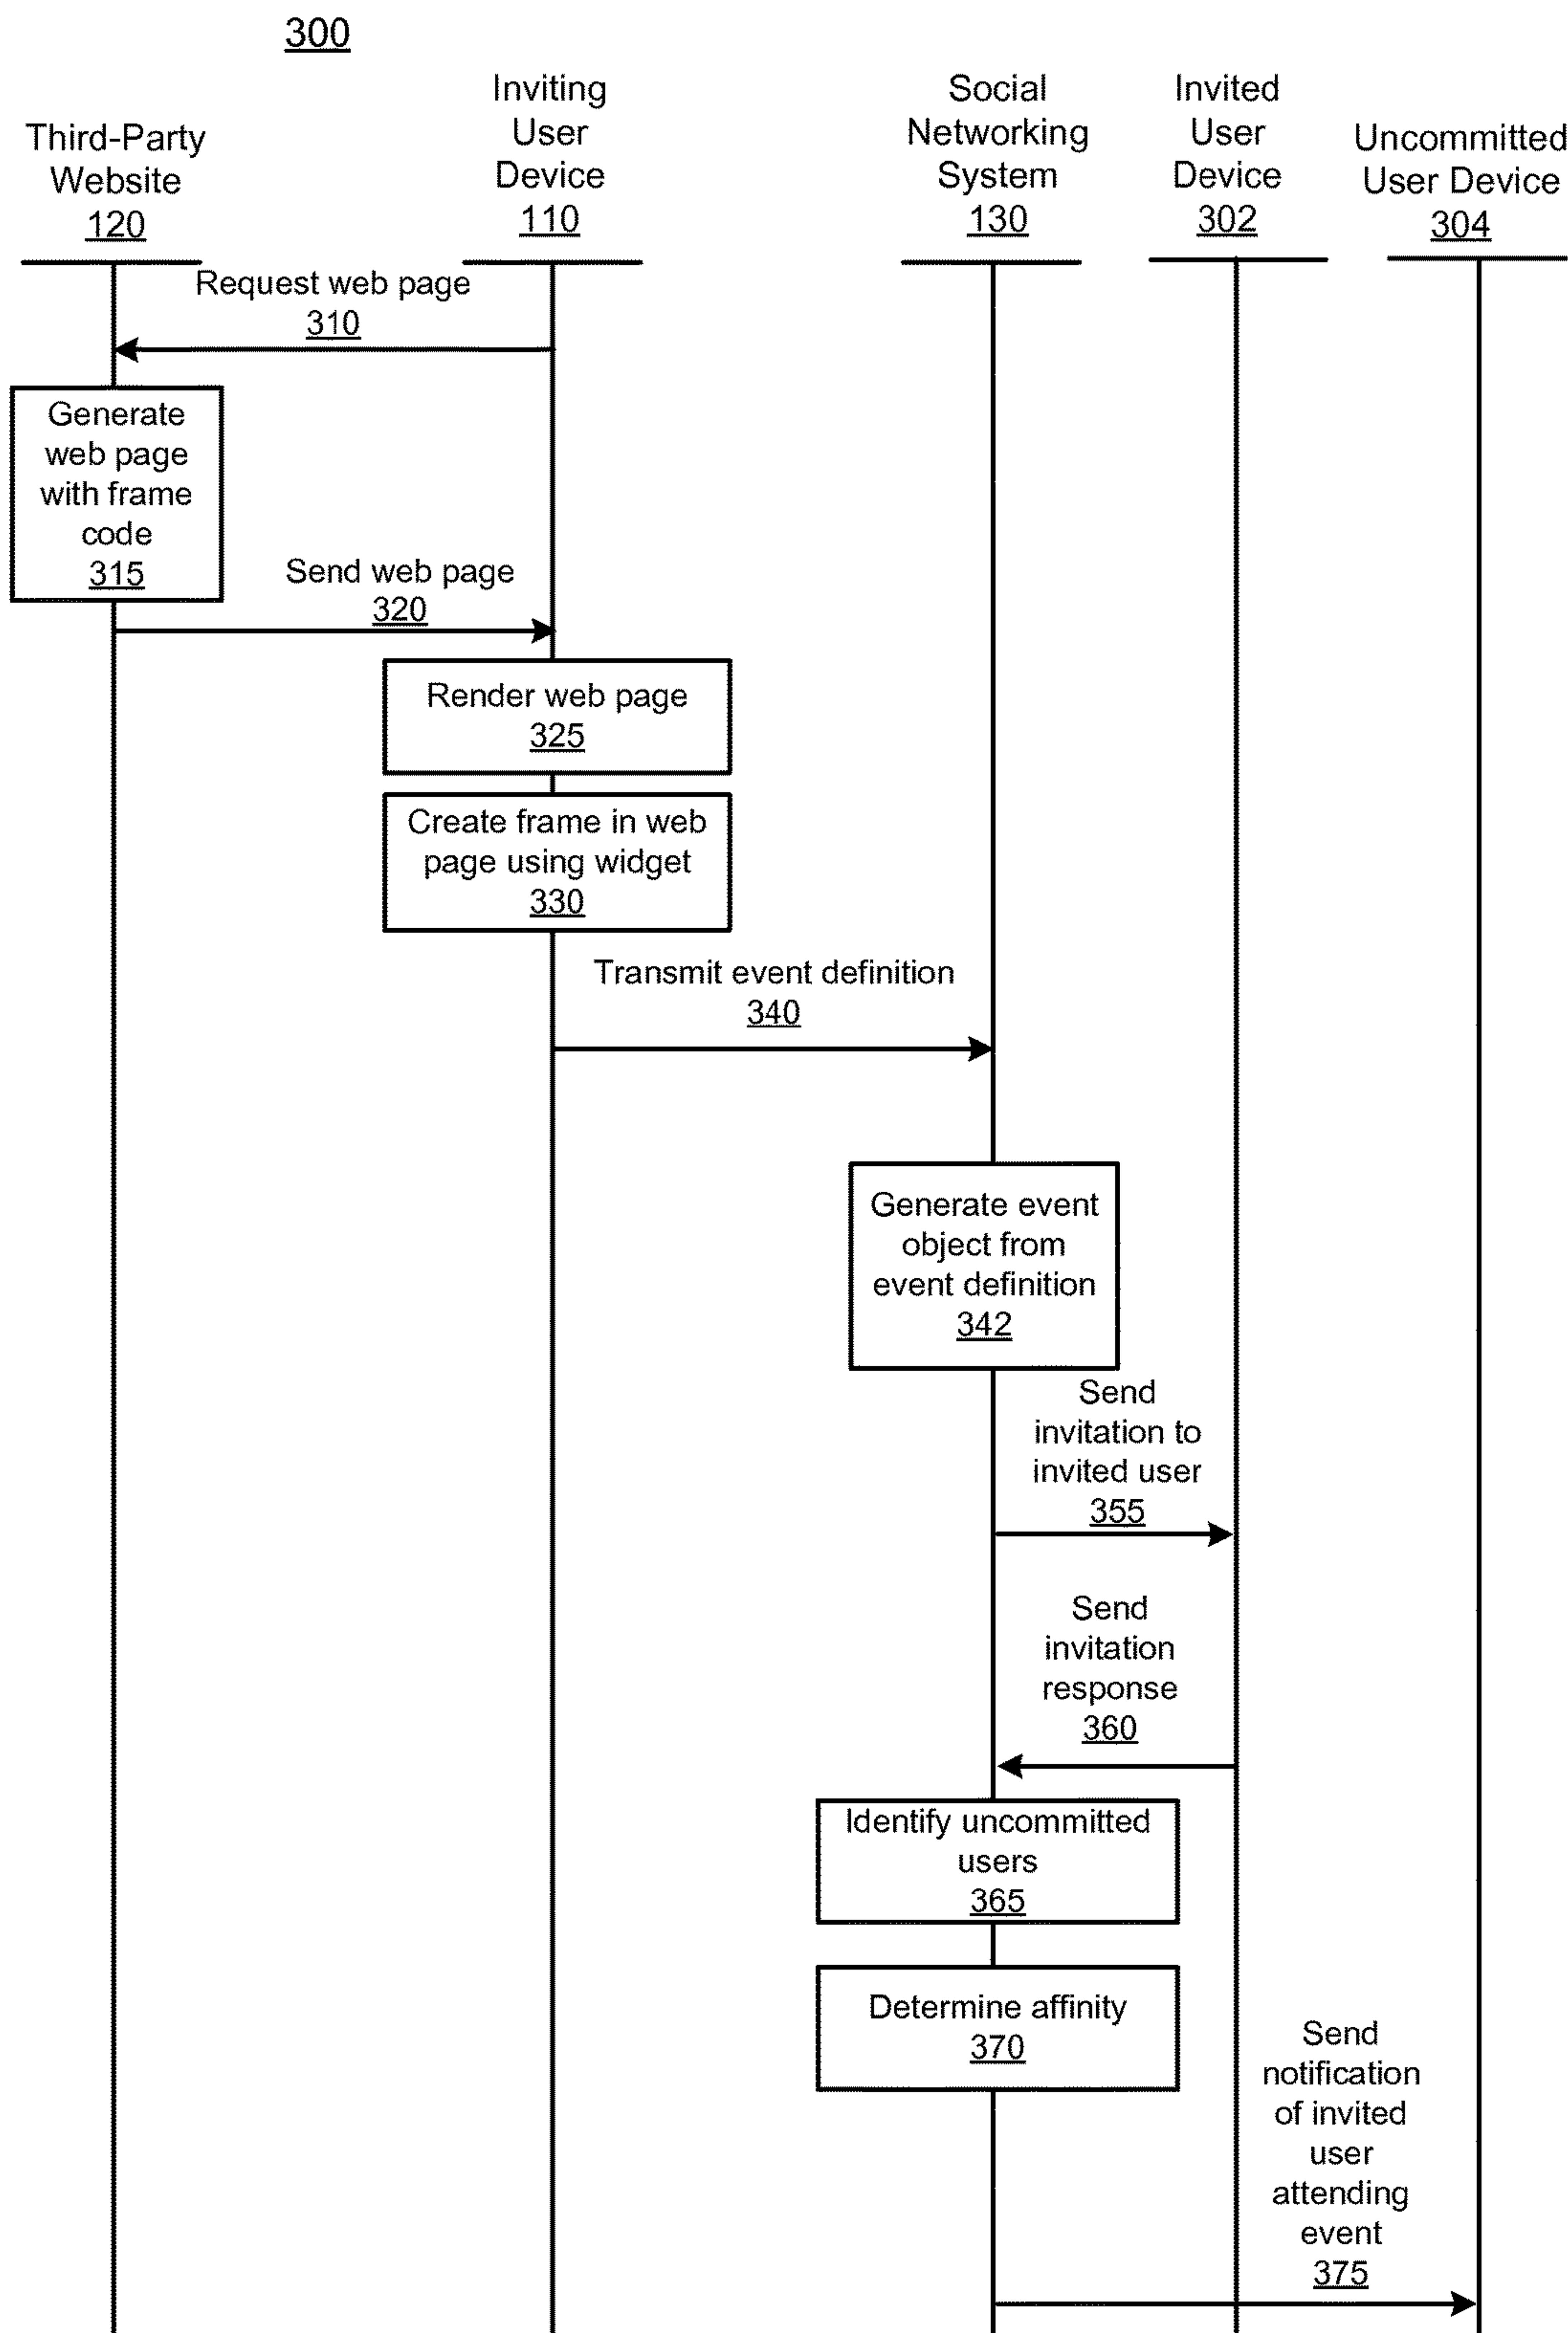 300
Third-Party
Website
120
Inviting
User
Device
110
Social
Networking
System
130
Invited
User
Device
302
Uncommitted
User Device
304
Request web page
310
Generate
web page
with frame
code
315
Send web page
320
Render web page
325
Create frame in web
page using widget
330
Transmit event definition
340
Generate event
object from
event definition
342
Send
invitation to
invited user
355
Send
invitation
response
360
Identify uncommitted
users
365
Determine affinity
370
Send
notification
of invited
user
attending
event
375